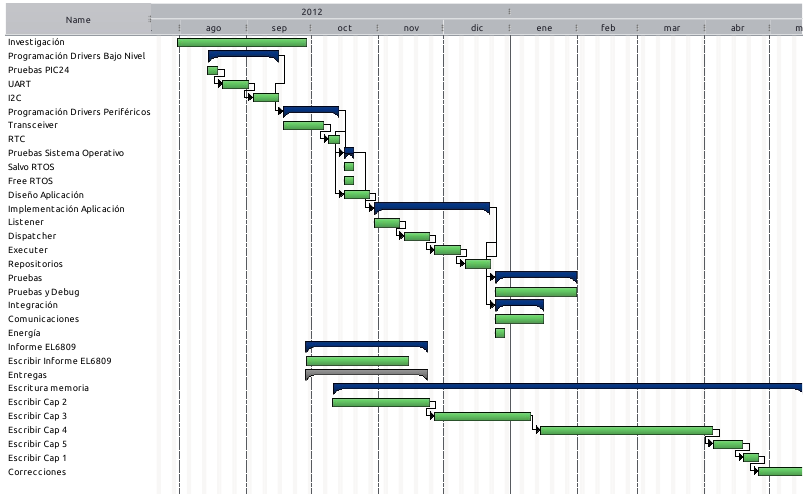 Name
2012
ago sep oct nov dic ene feb mar abr m
Investigación
Programación Drivers Bajo Nivel
Pruebas PIC24
UART
I2C
Programación Drivers Periféricos
Transceiver
RTC
Pruebas Sistema Operativo
Salvo RTOS
Free RTOS
Diseño Aplicación
Implementación Aplicación
Listener
Dispatcher
Executer
Repositorios
Pruebas
Pruebas y Debug
Integración
Comunicaciones
Energía
Informe EL6809
Escribir Informe EL6809
Entregas
Escritura memoria
Escribir Cap 2
Escribir Cap 3
Escribir Cap 4
Escribir Cap 5
Escribir Cap 1
Correcciones